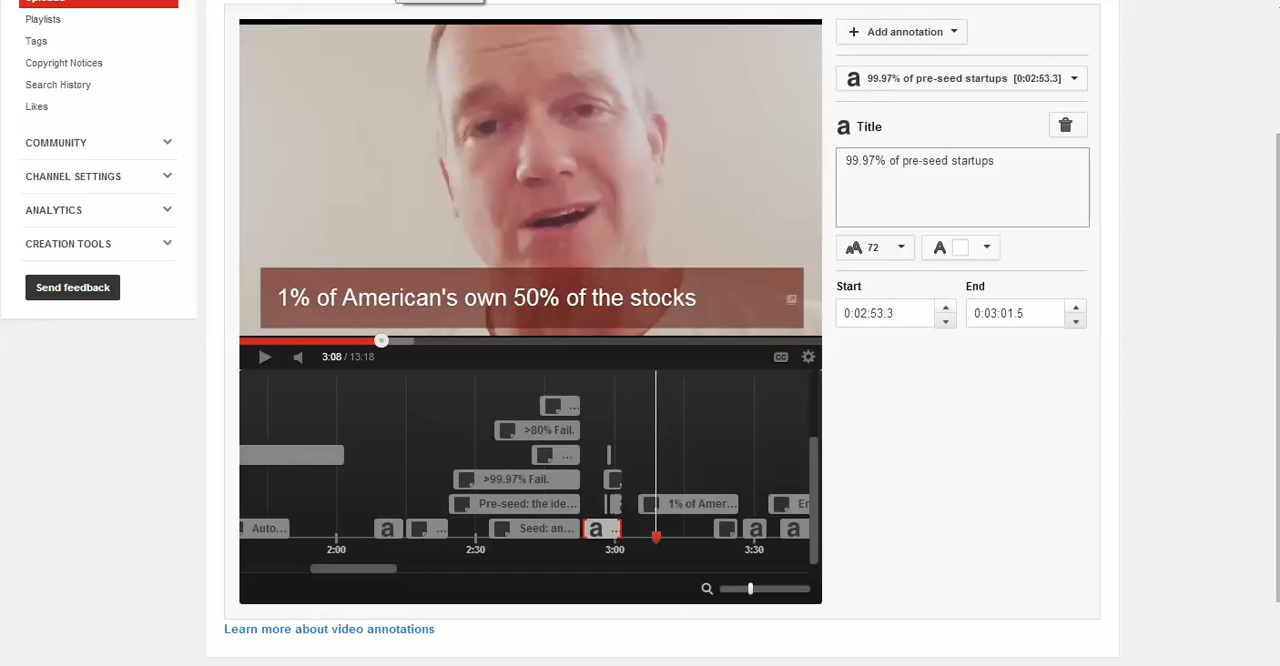 Uploads
Playlists
Tags
Copyright Notices
Search History
Likes
COMMUNITY
CHANNEL SETTINGS
ANALYTICS
CREATION TOOLS
Send feedback
1% of American's own 50% of the stocks
3:08 / 13:18
CC
...
>80% Fail.
...
>99.97% Fail.
Pre-seed: the ide...
1% of Amer...
En
Auto...
a
...
Seed: an...
a ...
a
a
2:00
2:30
3:00
3:30
+ Add annotation
a 99.97% of pre-seed startups [0:02:53.3]
a Title
99.97% of pre-seed startups
AA 72
A
Start
End
0:02:53.3
0:03:01.5
Learn more about video annotations